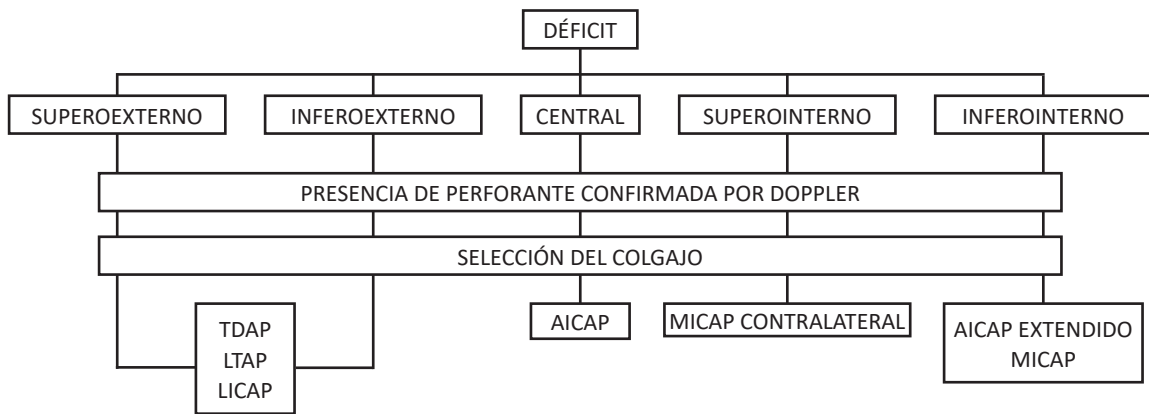 DÉFICIT
SUPEROEXTERNO
INFEROEXTERNO
CENTRAL
SUPEROINTERNO
INFEROINTERNO
PRESENCIA DE PERFORANTE CONFIRMADA POR DOPPLER
SELECCIÓN DEL COLGAJO
TDAP
LTAP
LICAP
AICAP
MICAP CONTRALATERAL
AICAP EXTENDIDO
MICAP